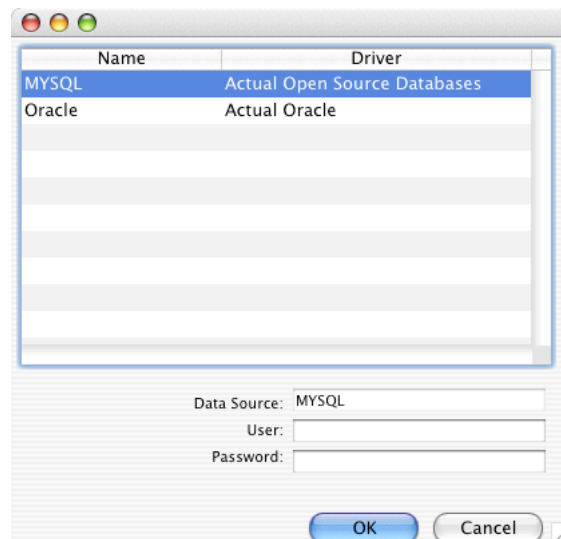 Name Driver
MYSQL Actual Open Source Databases
Oracle Actual Oracle
Data Source: MYSQL
User:
Password:
OK Cancel